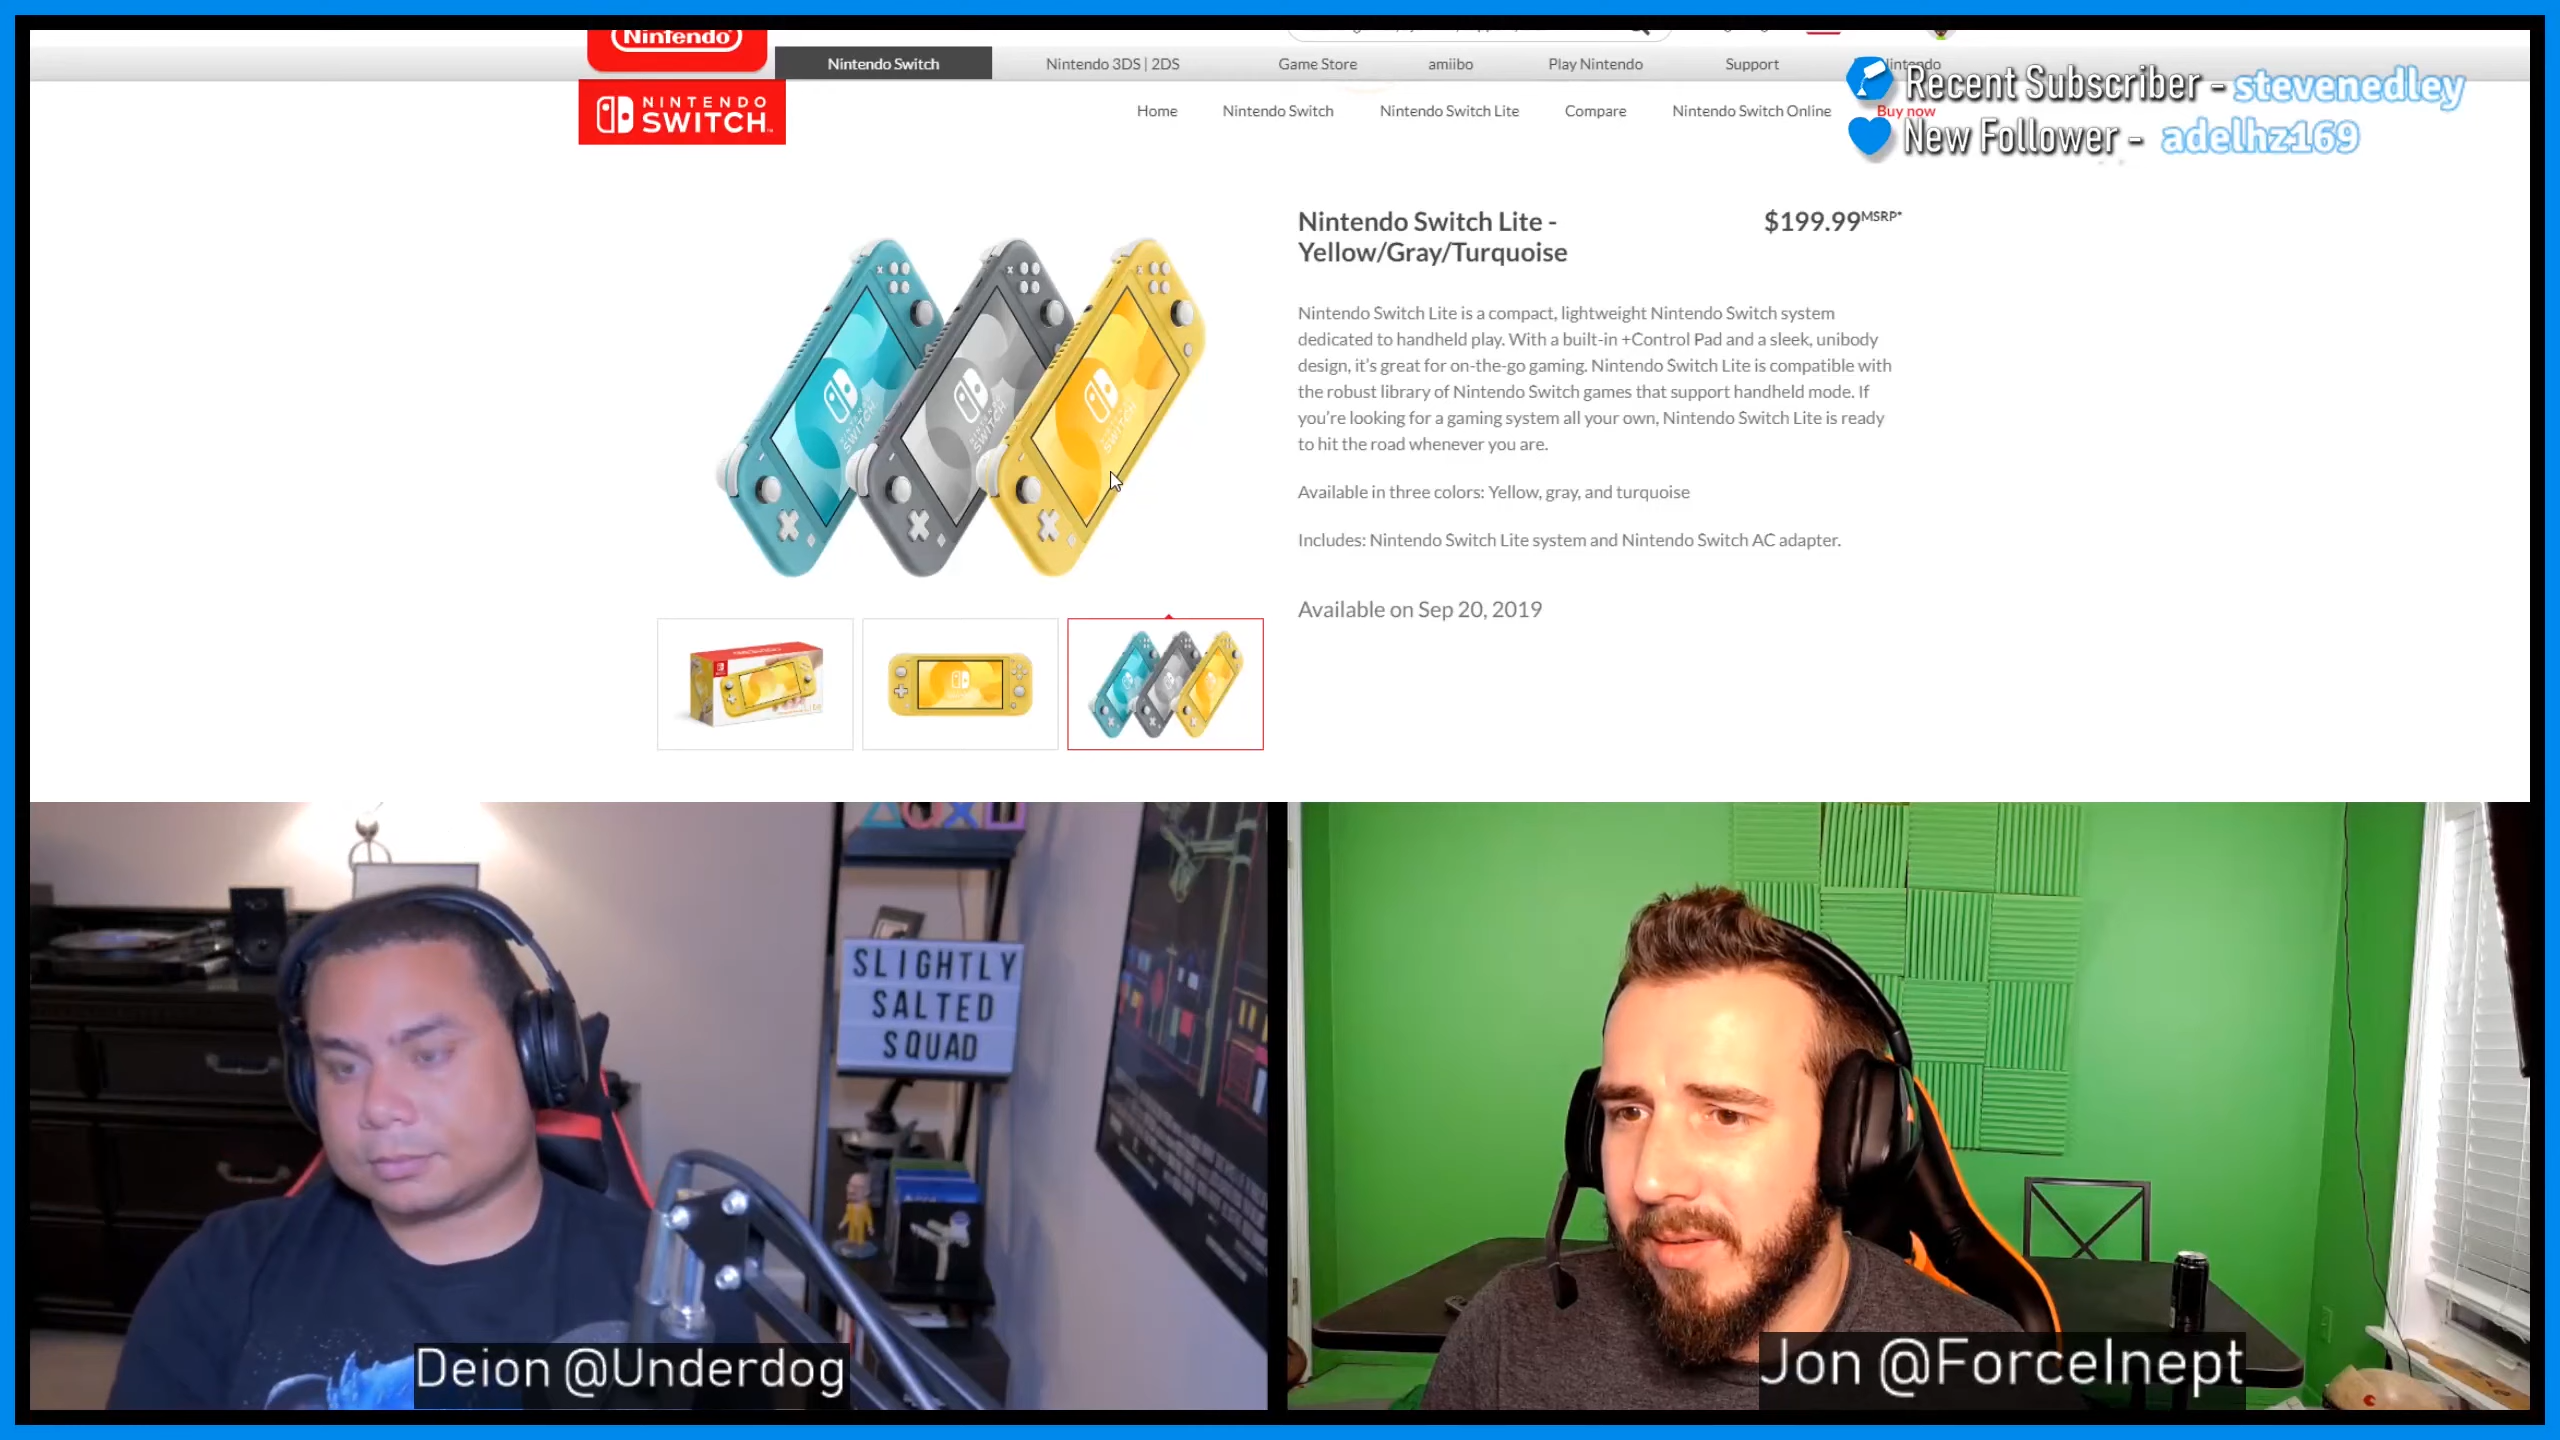 Nintendo
Nintendo Switch
Nintendo 3DS | 2DS
Game Store
amiibo
Play Nintendo
Support
Recent Subscriber - stevenedley
NINTENDO
SWITCH
Home
Nintendo Switch
Nintendo Switch Lite
Compare
Nintendo Switch Online
Buy now
New Follower - adelhz169
Nintendo Switch Lite -
Yellow/Gray/Turquoise
$199.99MSRP*
Nintendo Switch Lite is a compact, lightweight Nintendo Switch system
dedicated to handheld play. With a built-in +Control Pad and a sleek, unibody
design, it’s great for on-the-go gaming. Nintendo Switch Lite is compatible with
the robust library of Nintendo Switch games that support handheld mode. If
you’re looking for a gaming system all your own, Nintendo Switch Lite is ready
to hit the road whenever you are.
Available in three colors: Yellow, gray, and turquoise
Includes: Nintendo Switch Lite system and Nintendo Switch AC adapter.
Available on Sep 20, 2019
NINTENDO
SWITCH
NINTENDO
SWITCH
NINTENDO
SWITCH
SLIGHTLY
SALTED
SQUAD
Deion @Underdog
Jon @ForceInept